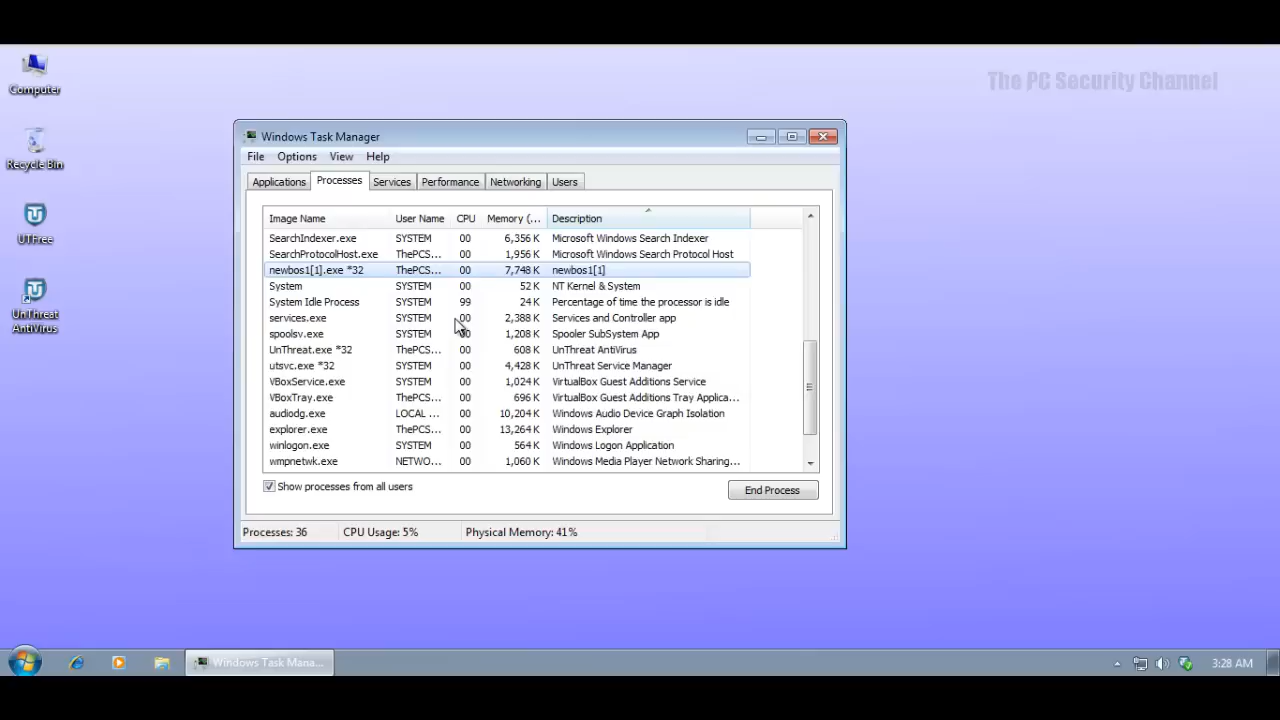 The PC Security Channel
Computer
Recycle Bin
UTFree
UnThreat
AntiVirus
Windows Task Manager
File Options View Help
Applications Processes Services Performance Networking Users
Image Name User Name CPU Memory (... Description
SearchIndexer.exe SYSTEM 00 6,356 K Microsoft Windows Search Indexer
SearchProtocolHost.exe ThePCS... 00 1,956 K Microsoft Windows Search Protocol Host
newbos1[1].exe *32 ThePCS... 00 7,748 K newbos1[1]
System SYSTEM 00 52 K NT Kernel & System
System Idle Process SYSTEM 99 24 K Percentage of time the processor is idle
services.exe SYSTEM 00 2,388 K Services and Controller app
spoolsv.exe SYSTEM 00 1,208 K Spooler SubSystem App
UnThreat.exe *32 ThePCS... 00 608 K UnThreat AntiVirus
utsvc.exe *32 SYSTEM 00 4,428 K UnThreat Service Manager
VBoxService.exe SYSTEM 00 1,024 K VirtualBox Guest Additions Service
VBoxTray.exe ThePCS... 00 696 K VirtualBox Guest Additions Tray Applica...
audiodg.exe LOCAL ... 00 10,204 K Windows Audio Device Graph Isolation
explorer.exe ThePCS... 00 13,264 K Windows Explorer
winlogon.exe SYSTEM 00 564 K Windows Logon Application
wmpnetwk.exe NETWO... 00 1,060 K Windows Media Player Network Sharing...
Show processes from all users
End Process
Processes: 36 CPU Usage: 5% Physical Memory: 41%
Windows Task Mana...
3:28 AM